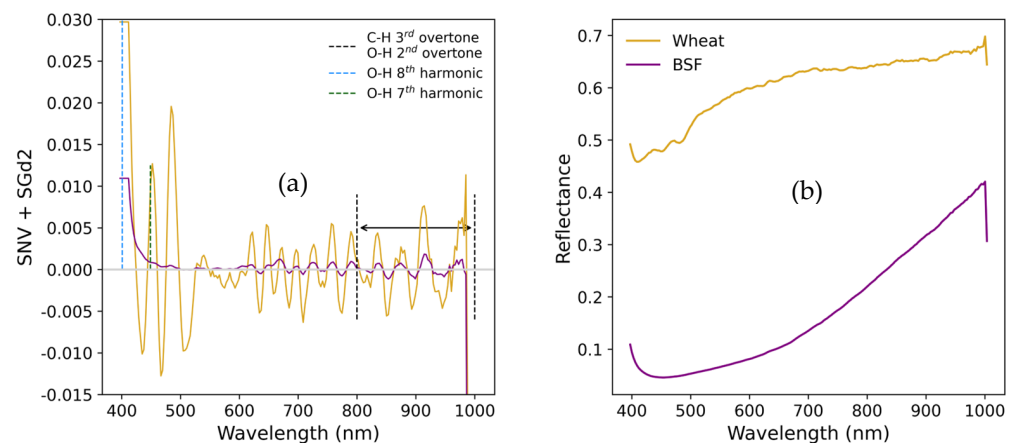 SNV + SGd2
0.030
0.025
0.020
0.015
0.010
0.005
0.000
-0.005
-0.010
-0.015
C-H 3rd overtone
O-H 2nd overtone
O-H 8th harmonic
O-H 7th harmonic
(a)
400 500 600 700 800 900 1000
Wavelength (nm)
Reflectance
0.7
0.6
0.5
0.4
0.3
0.2
0.1
Wheat
BSF
(b)
400 500 600 700 800 900 1000
Wavelength (nm)